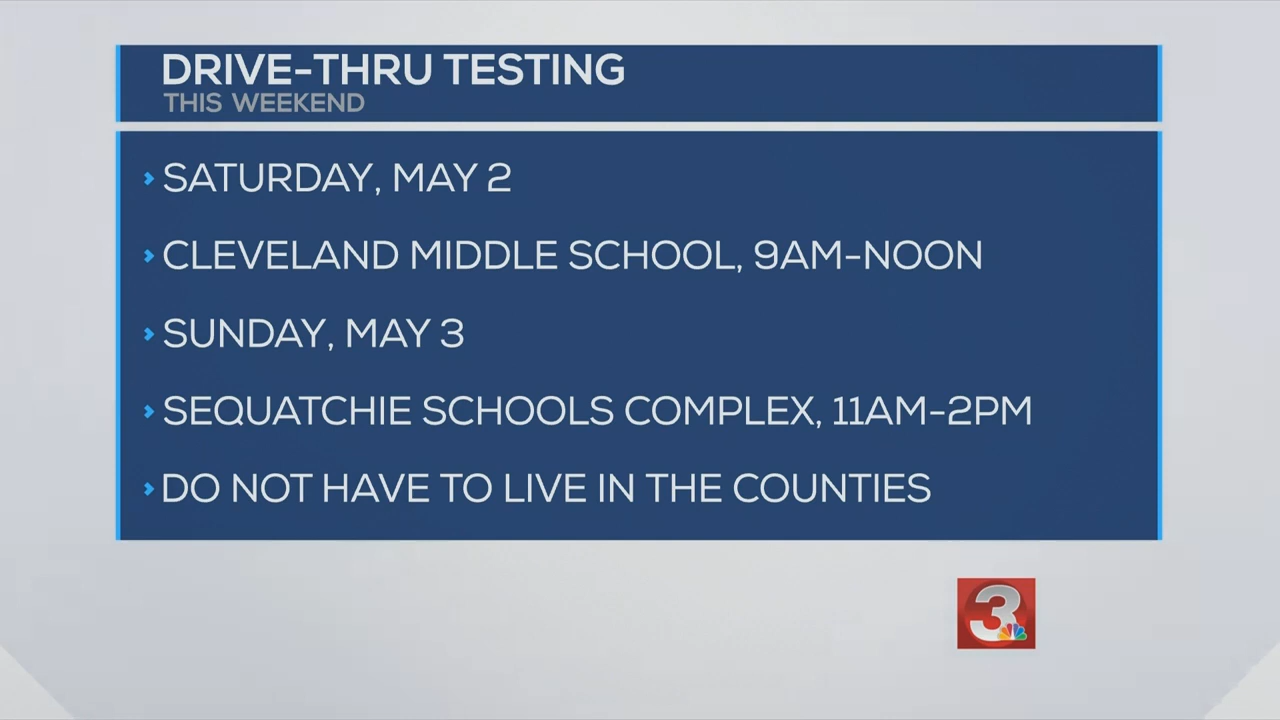 DRIVE-THRU TESTING
THIS WEEKEND
SATURDAY, MAY 2
CLEVELAND MIDDLE SCHOOL, 9AM-NOON
SUNDAY, MAY 3
SEQUATCHIE SCHOOLS COMPLEX, 11AM-2PM
DO NOT HAVE TO LIVE IN THE COUNTIES
3